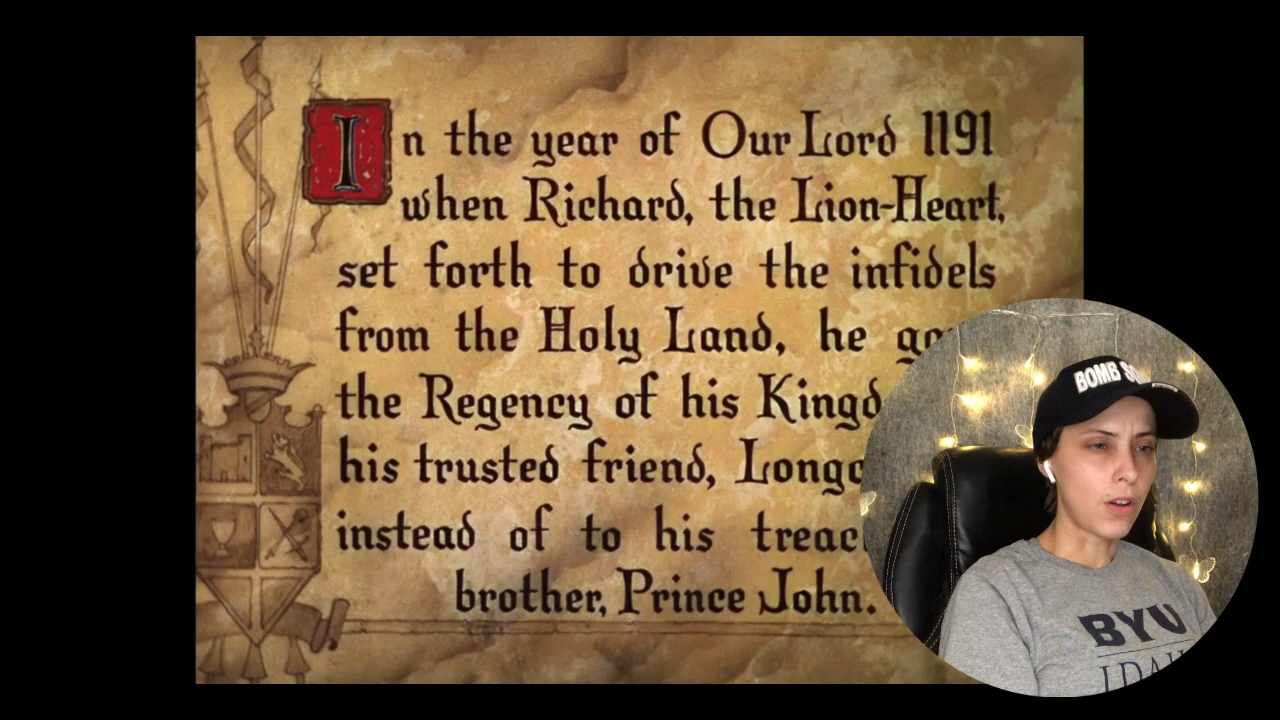 In the year of Our Lord 1191
when Richard, the Lion-Heart,
set forth to drive the infidels
from the Holy Land, he
the Regency of his
his trusted friend,
instead of to his
brother, Prince John.
BOMB
BYU